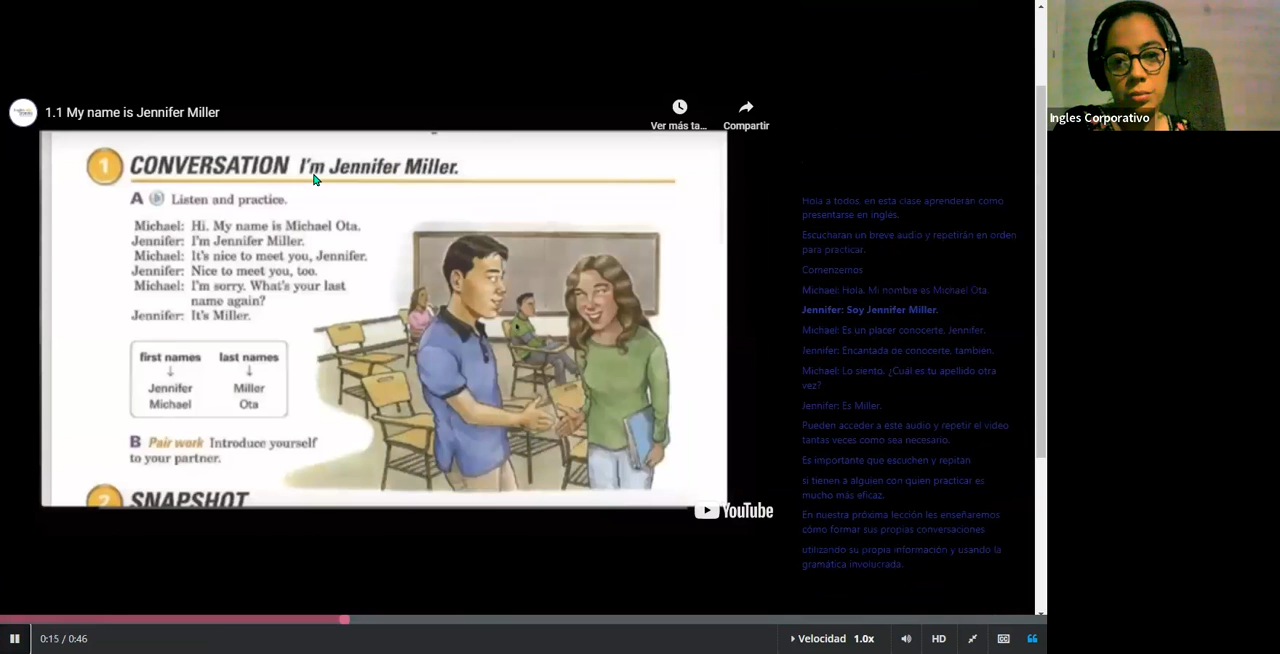 1.1 My name is Jennifer Miller
Ver más ta...
Compartir
1 CONVERSATION I'm Jennifer Miller.
A Listen and practice.
Michael: Hi. My name is Michael Ota.
Jennifer: I'm Jennifer Miller.
Michael: It's nice to meet you, Jennifer.
Jennifer: Nice to meet you, too.
Michael: I'm sorry. What's your last
name again?
Jennifer: It's Miller.
first names last names
↓ ↓
Jennifer Miller
Michael Ota
B Pair work Introduce yourself
to your partner.
2 SNAPSHOT
YouTube
Hola a todos, en esta clase aprenderán como
presentarse en inglés.
Escucharan un breve audio y repetirán en orden
para practicar.
Comenzemos
Michael: Hola. Mi nombre es Michael Ota.
Jennifer: Soy Jennifer Miller.
Michael: Es un placer conocerte, Jennifer.
Jennifer: Encantada de conocerte, también.
Michael: Lo siento. ¿Cuál es tu apellido otra
vez?
Jennifer: Es Miller.
Pueden acceder a este audio y repetir el video
tantas veces como sea necesario.
Es importante que escuchen y repitan
si tienen a alguien con quien practicar es
mucho más eficaz.
En nuestra próxima lección les enseñaremos
cómo formar sus propias conversaciones
utilizando su propia información y usando la
gramática involucrada.
Ingles Corporativo
0:15 / 0:46
Velocidad 1.0x
HD
CC